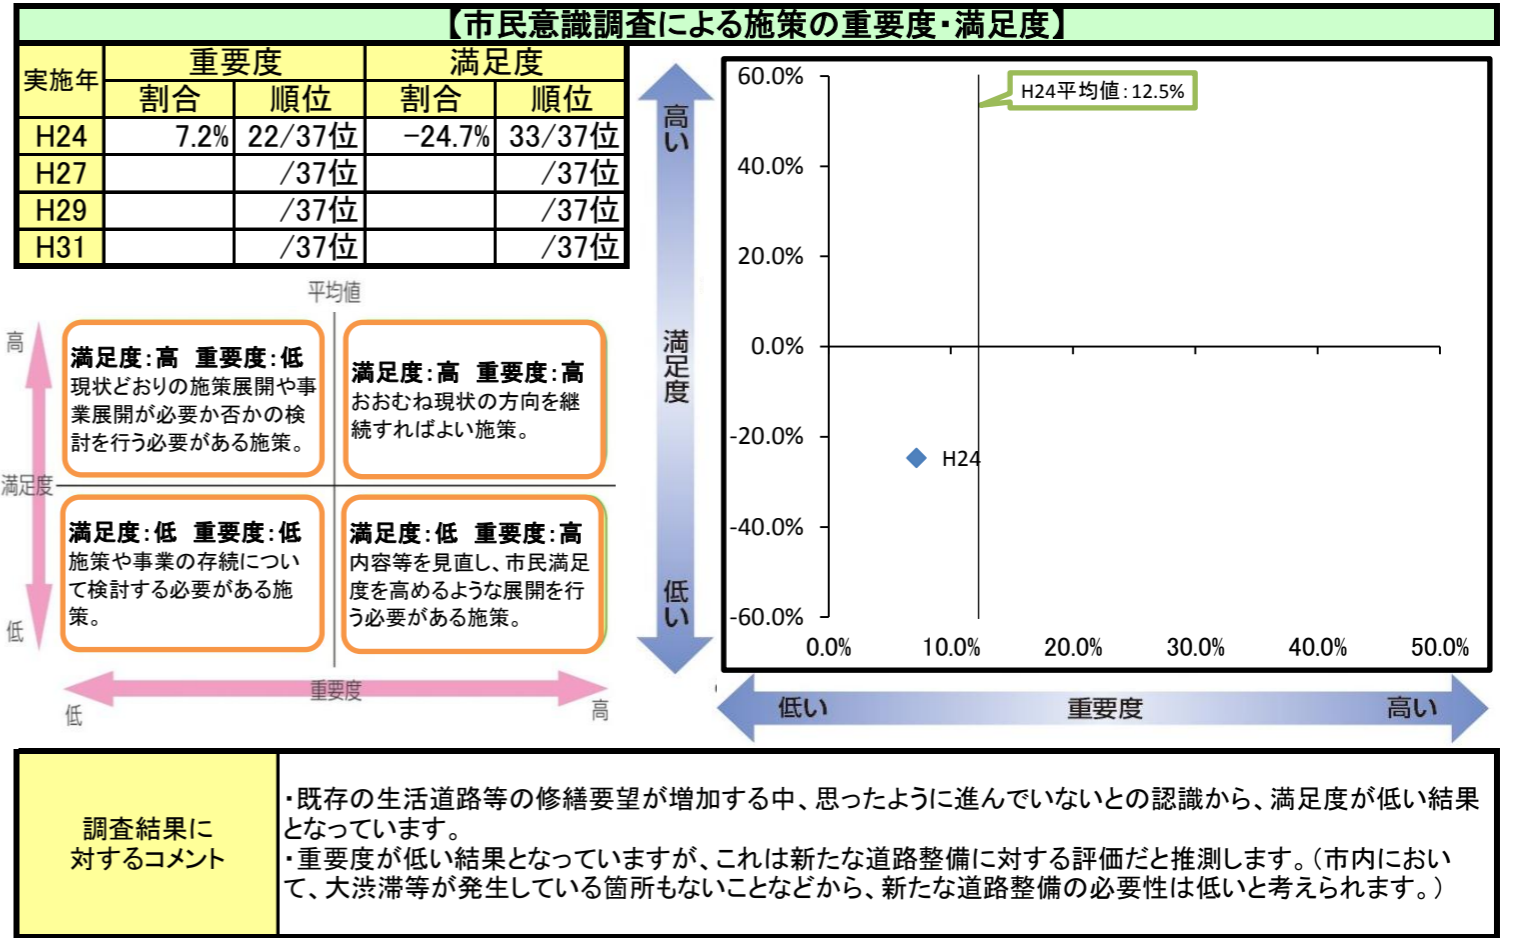 【市民意識調査による施策の重要度・満足度】
実施年 重要度 満足度
割合 順位 割合 順位
H24 7.2% 22/37位 -24.7% 33/37位
H27 /37位 /37位
H29 /37位 /37位
H31 /37位 /37位
平均値
高
満足度:高 重要度:低
現状どおりの施策展開や事
業展開が必要か否かの検
討を行う必要がある施策。
満足度:高 重要度:高
おおむね現状の方向を継
続すればよい施策。
満足度
満足度:低 重要度:低
施策や事業の存続につい
て検討する必要がある施
策。
満足度:低 重要度:高
内容等を見直し、市民満足
度を高めるような展開を行
う必要がある施策。
低
重要度
低
高
高い
満足度
低い
60.0%
40.0%
20.0%
0.0%
-20.0%
-40.0%
-60.0%
H24平均値:12.5%
H24
0.0% 10.0% 20.0% 30.0% 40.0% 50.0%
低い 重要度 高い
調査結果に
対するコメント
・既存の生活道路等の修繕要望が増加する中、思ったように進んでいないとの認識から、満足度が低い結果
となっています。
・重要度が低い結果となっていますが、これは新たな道路整備に対する評価だと推測します。(市内におい
て、大渋滞等が発生している箇所もないことなどから、新たな道路整備の必要性は低いと考えられます。)